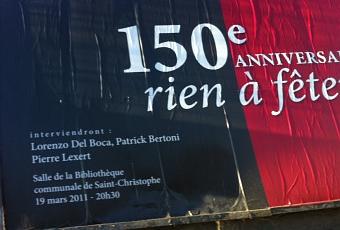 150e ANNIVERSA
rien à fête
interviendront :
Lorenzo Del Boca, Patrick Bertoni
Pierre Lexert
Salle de la Bibliothèque
communale de Saint-Christophe
19 mars 2011 - 20h30